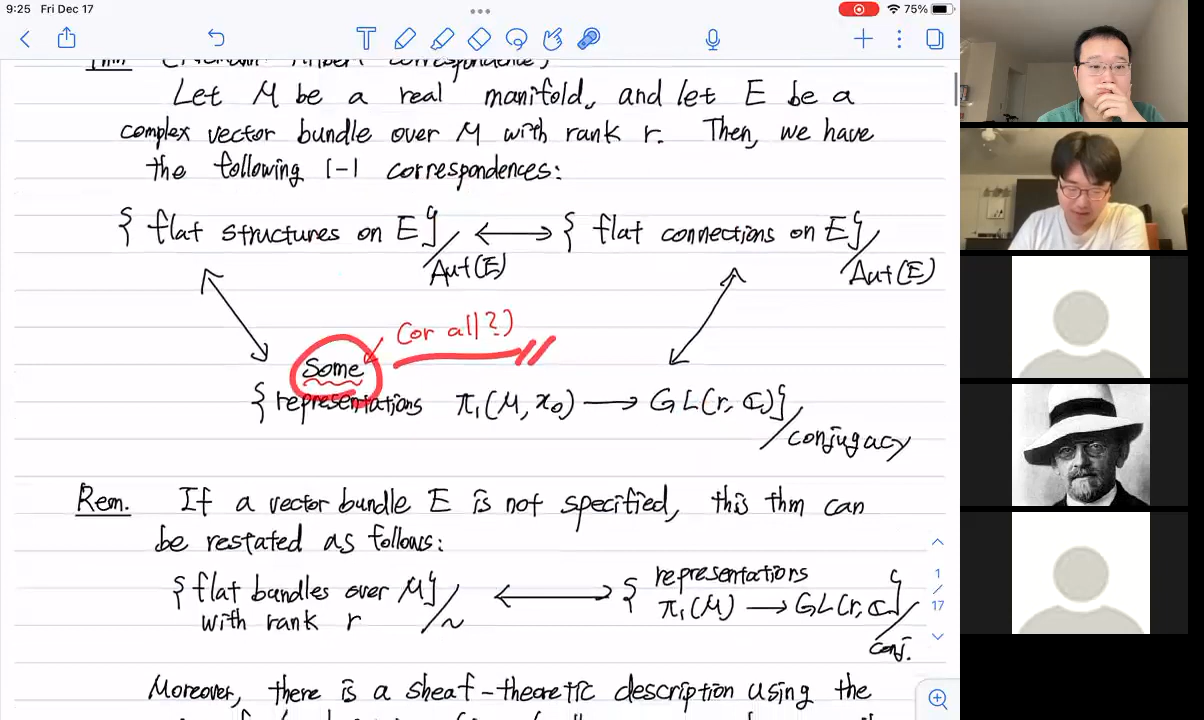 9:25 Fri Dec 17
75%
Let M be a real manifold, and let E be a
complex vector bundle over M with rank r. Then, we have
the following 1-1 correspondences:
{ flat structures on E}/Aut(E) ⟷ { flat connections on E}/Aut(E)
(or all?)
Some
{ representations π₁(M, x₀) ⟶ GL(r, ℂ)}/conjugacy
Rem. If a vector bundle E is not specified, this thm can
be restated as follows:
{flat bundles over M with rank r}/~ ⟷ { representations π₁(M) ⟶ GL(r, ℂ)}/conj.
1
/
17
Moreover, there is a sheaf-theoretic description using the